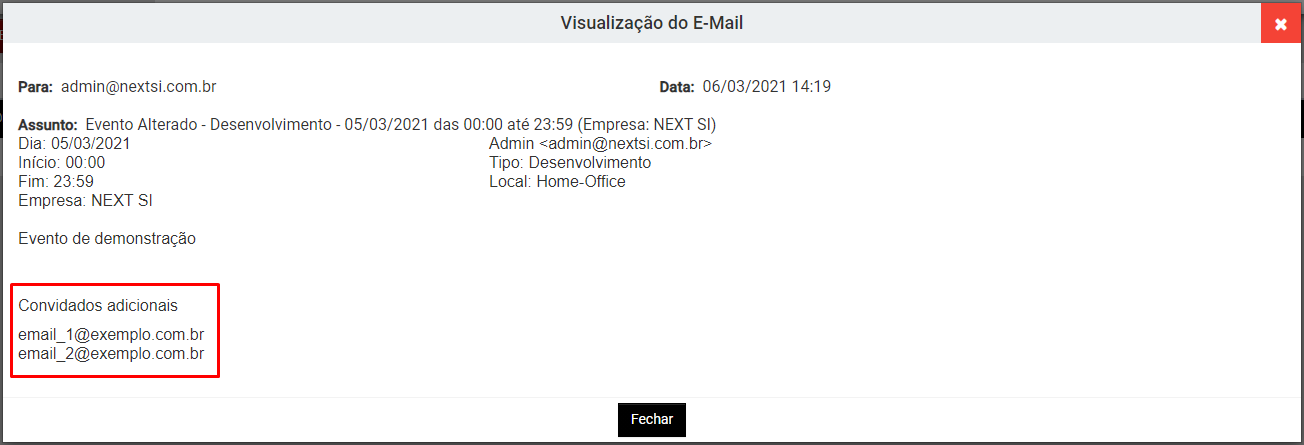 Visualização do E-Mail
Para: admin@nextsi.com.br
Data: 06/03/2021 14:19
Assunto: Evento Alterado - Desenvolvimento - 05/03/2021 das 00:00 até 23:59 (Empresa: NEXT SI)
Dia: 05/03/2021
Início: 00:00
Fim: 23:59
Empresa: NEXT SI
Admin <admin@nextsi.com.br>
Tipo: Desenvolvimento
Local: Home-Office
Evento de demonstração
Convidados adicionais
email_1@exemplo.com.br
email_2@exemplo.com.br
Fechar